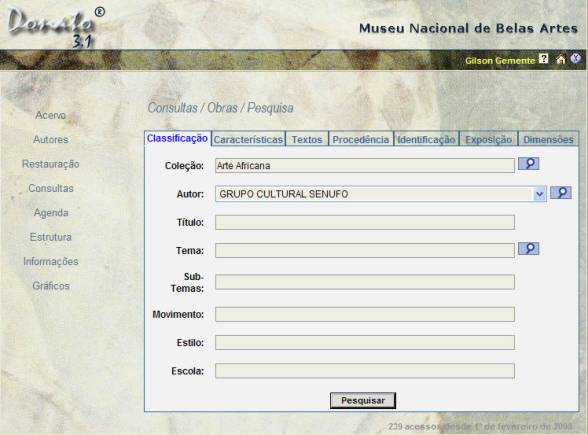 Donato ®
3.1
Museu Nacional de Belas Artes
Gilson Gemente ?
Acervo
Autores
Restauração
Consultas
Agenda
Estrutura
Informações
Gráficos
Consultas / Obras / Pesquisa
Classificação Características Textos Procedência Identificação Exposição Dimensões
Coleção: Arte Africana
Autor: GRUPO CULTURAL SENUFO
Título:
Tema:
Sub-
Temas:
Movimento:
Estilo:
Escola:
Pesquisar
239 acessos desde 1º de fevereiro de 2008